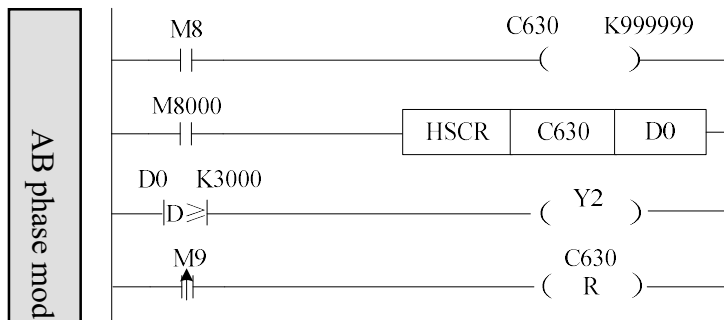 AB phase mod
M8 C630 K999999
M8000
HSCR C630 D0
D0 K3000
D≥ Y2
M9 C630
R